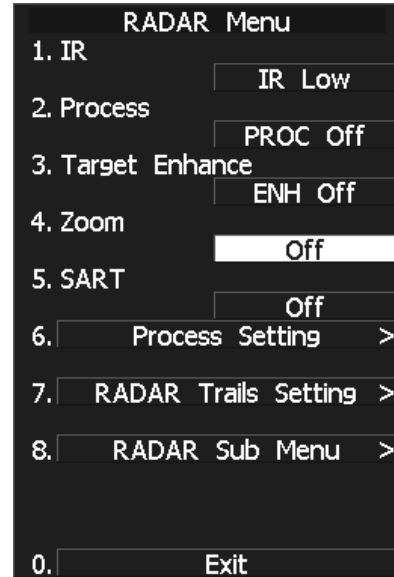 RADAR Menu
1. IR
IR Low
2. Process
PROC Off
3. Target Enhance
ENH Off
4. Zoom
Off
5. SART
Off
6. Process Setting >
7. RADAR Trails Setting >
8. RADAR Sub Menu >
0. Exit